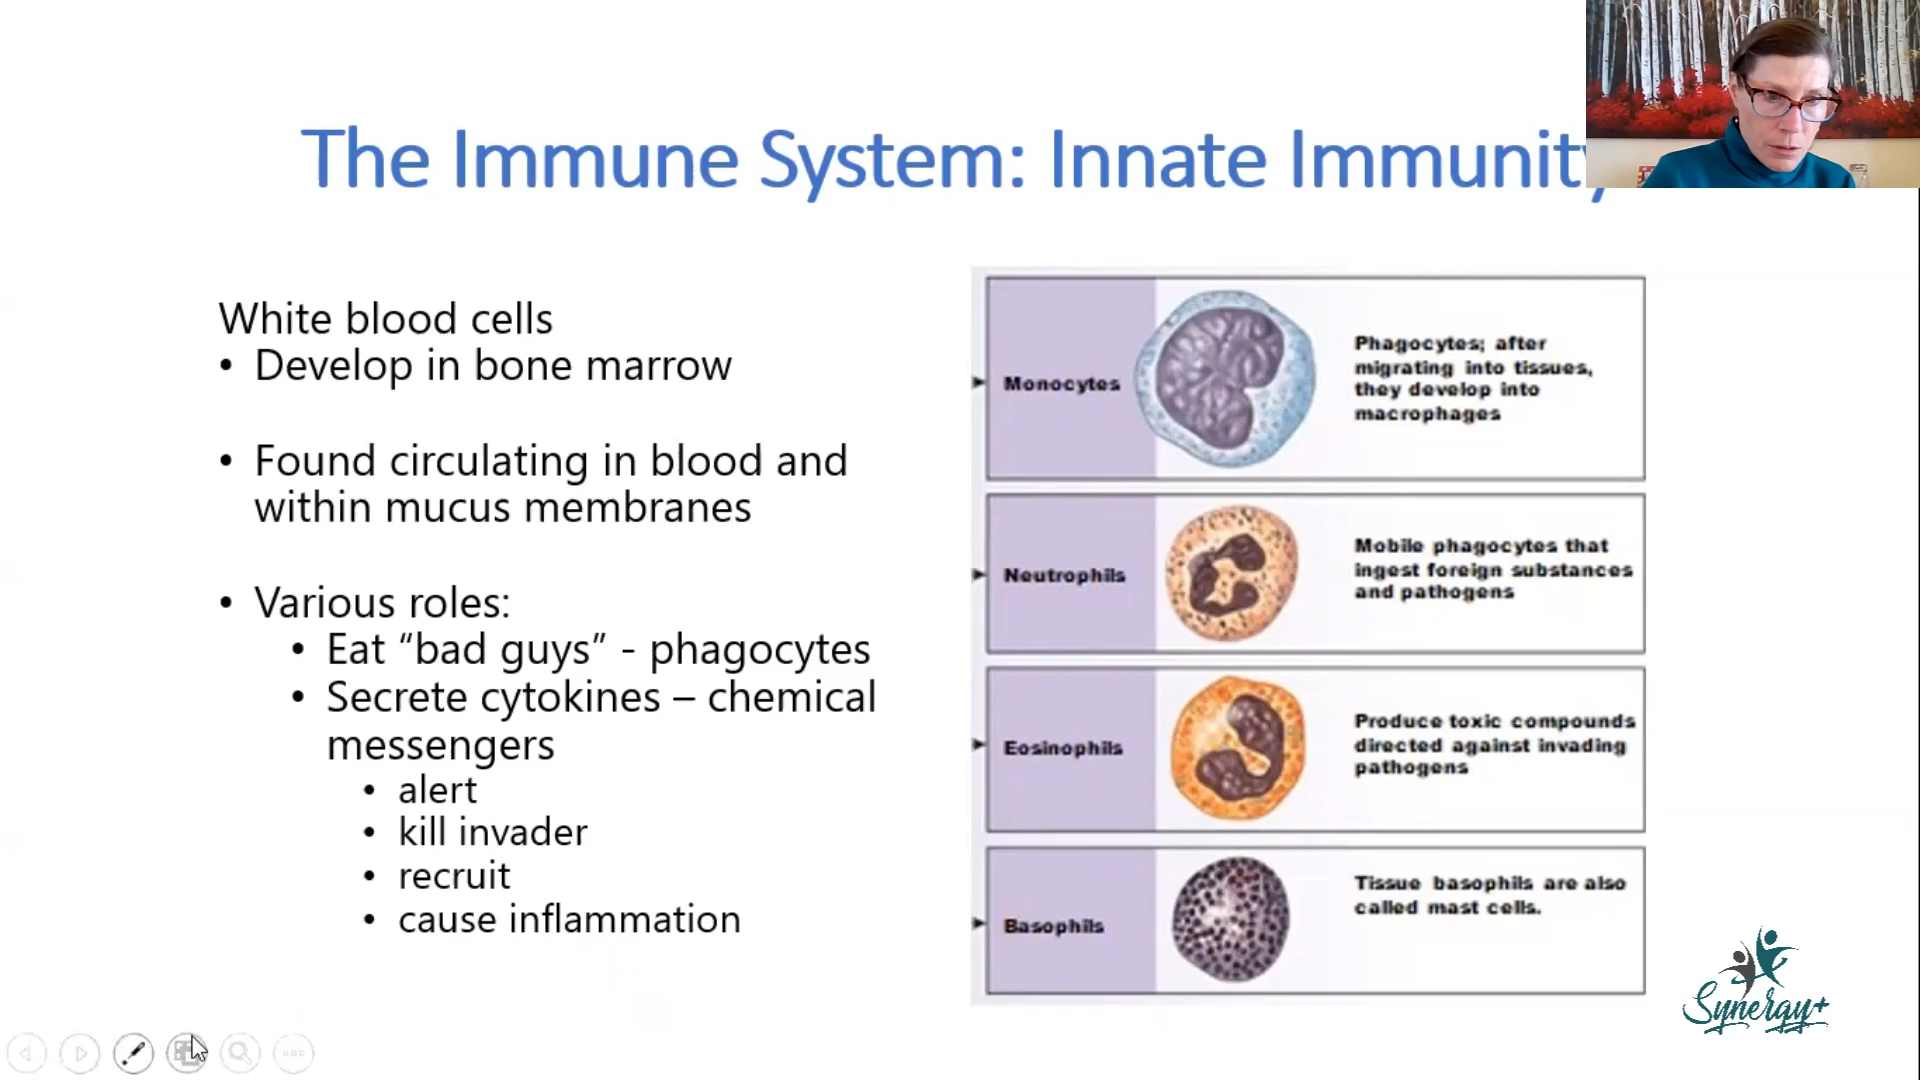 The Immune System: Innate Immunity
White blood cells
• Develop in bone marrow
• Found circulating in blood and
within mucus membranes
• Various roles:
• Eat “bad guys” - phagocytes
• Secrete cytokines – chemical
messengers
• alert
• kill invader
• recruit
• cause inflammation
Monocytes
Phagocytes; after
migrating into tissues,
they develop into
macrophages
Neutrophils
Mobile phagocytes that
ingest foreign substances
and pathogens
Eosinophils
Produce toxic compounds
directed against invading
pathogens
Basophils
Tissue basophils are also
called mast cells.
Synergy+